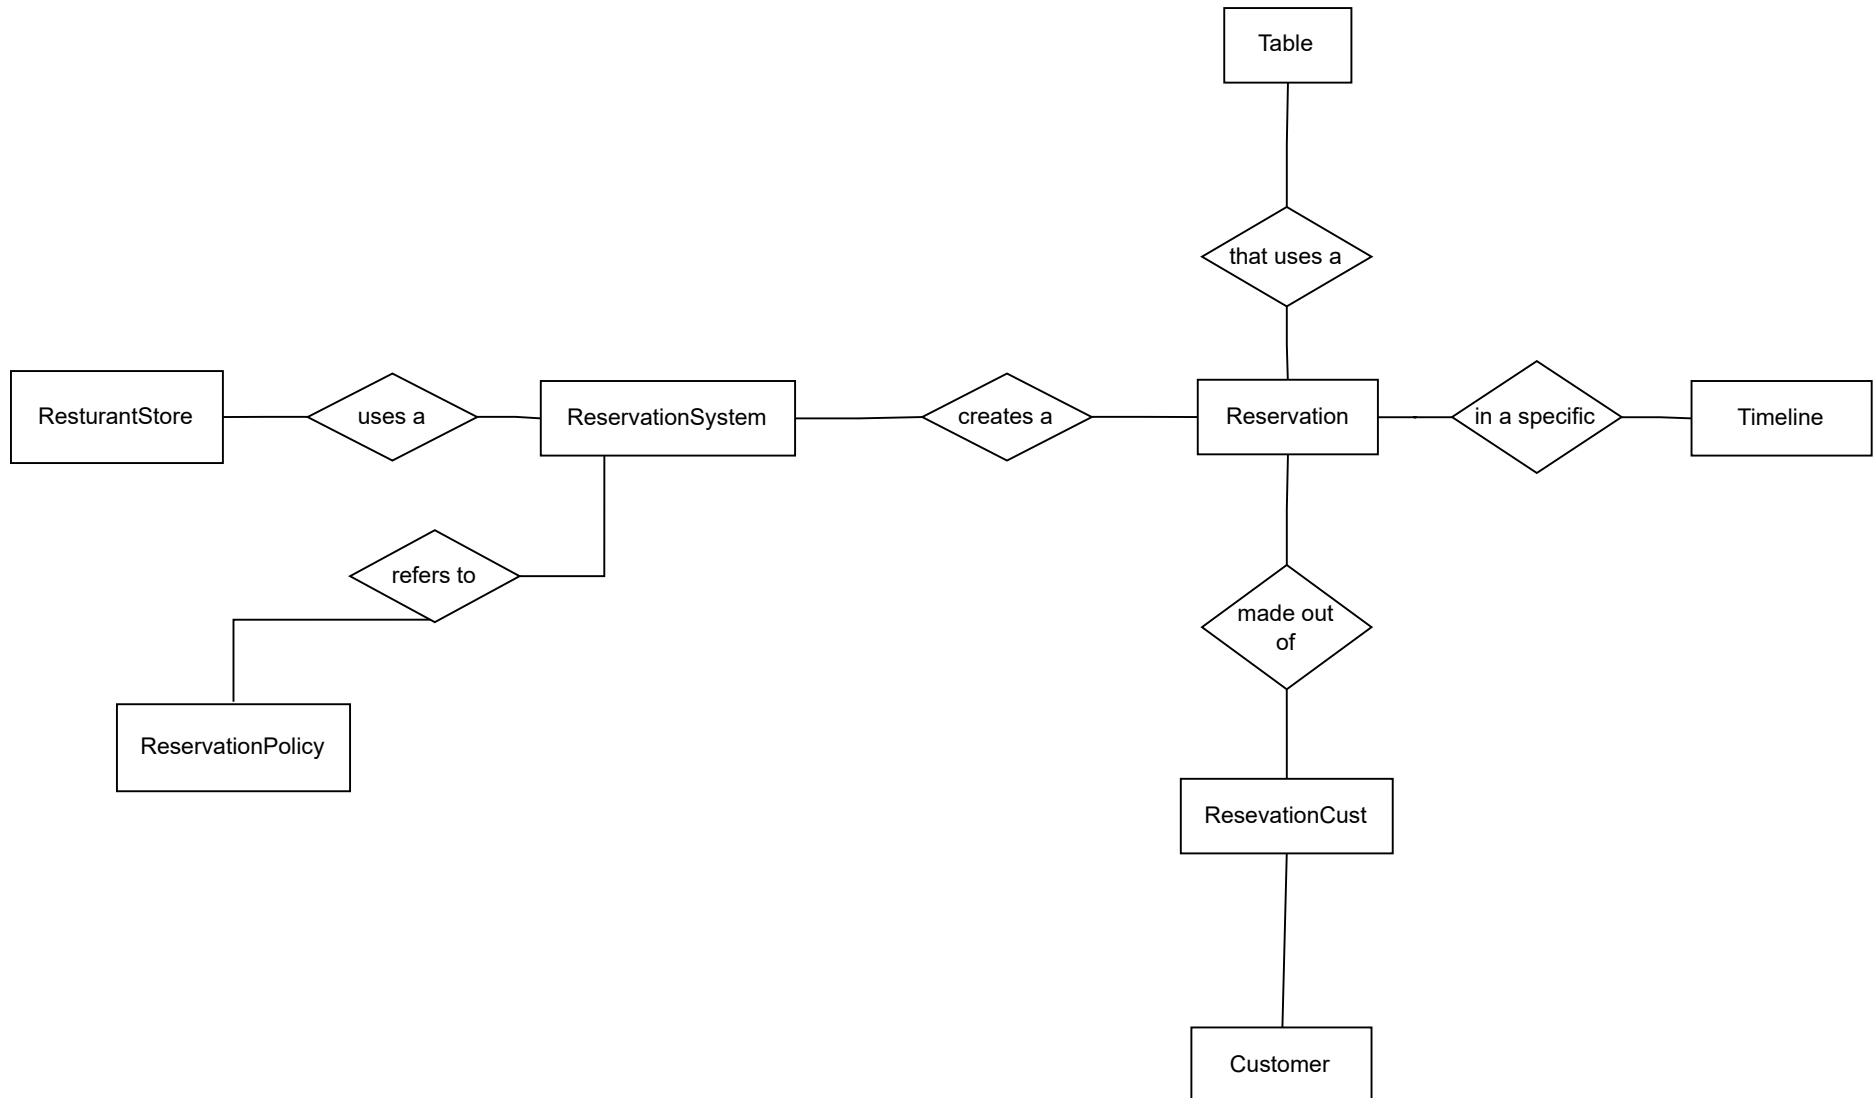 Table
that uses a
ResturantStore
uses a
ReservationSystem
creates a
Reservation
in a specific
Timeline
refers to
made out
of
ReservationPolicy
ResevationCust
Customer